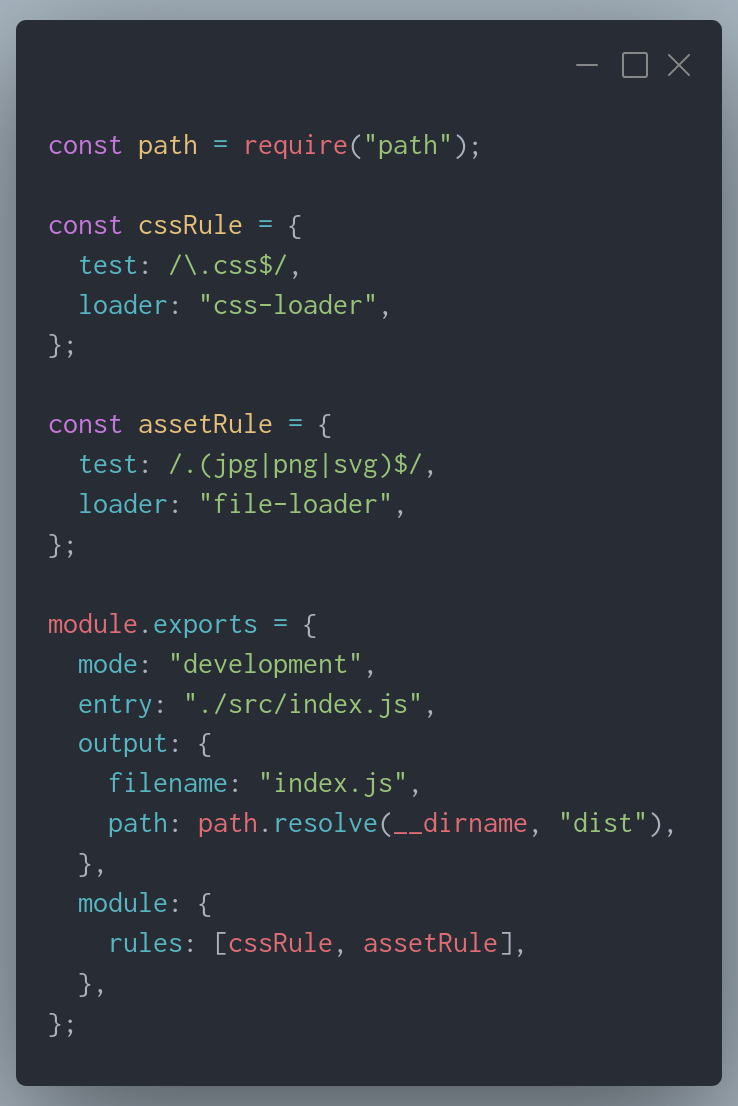 const path = require("path");

const cssRule = {
  test: /\.css$/,
  loader: "css-loader",
};

const assetRule = {
  test: /.(jpg|png|svg)$/,
  loader: "file-loader",
};

module.exports = {
  mode: "development",
  entry: "./src/index.js",
  output: {
    filename: "index.js",
    path: path.resolve(__dirname, "dist"),
  },
  module: {
    rules: [cssRule, assetRule],
  },
};